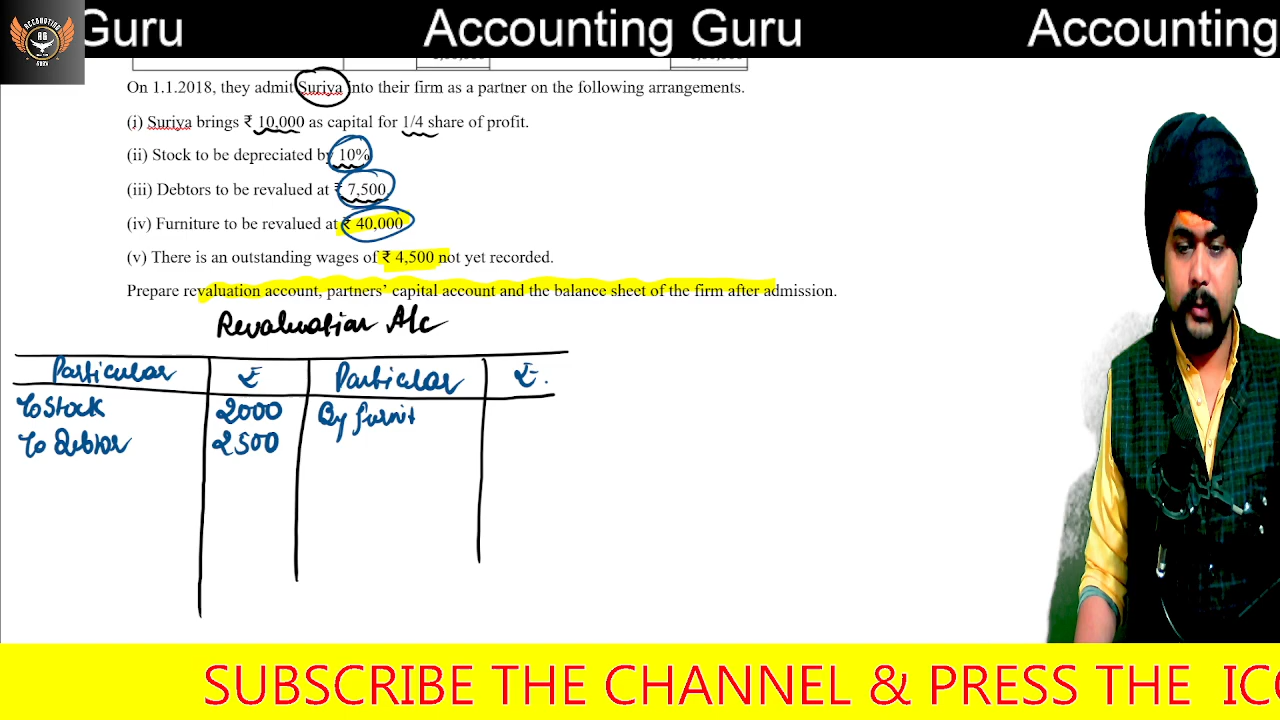 Guru Accounting Guru Accounting
ACCOUNTING
AG
GURU
On 1.1.2018, they admit Suriya into their firm as a partner on the following arrangements.
(i) Suriya brings ₹ 10,000 as capital for 1/4 share of profit.
(ii) Stock to be depreciated by 10%
(iii) Debtors to be revalued at ₹ 7,500
(iv) Furniture to be revalued at ₹ 40,000
(v) There is an outstanding wages of ₹ 4,500 not yet recorded.
Prepare revaluation account, partners' capital account and the balance sheet of the firm after admission.
Revaluation A/c
Particular ₹ Particular ₹.
To Stock 2000 By furnit
To Debtor 2500
SUBSCRIBE THE CHANNEL & PRESS THE ICO